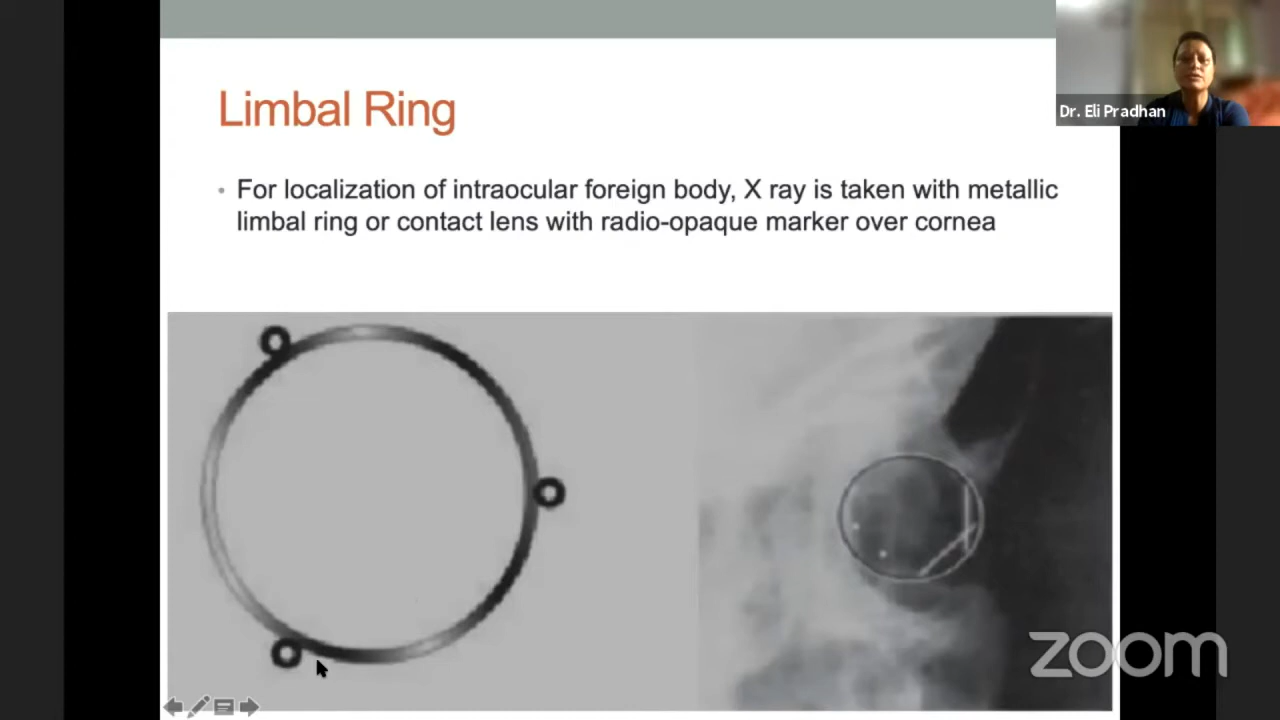 Limbal Ring
• For localization of intraocular foreign body, X ray is taken with metallic
limbal ring or contact lens with radio-opaque marker over cornea
Dr. Eli Pradhan
zoom